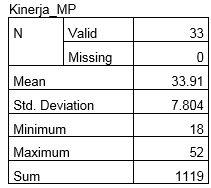 Kinerja_MP
N Valid 33
Missing 0
Mean 33.91
Std. Deviation 7.804
Minimum 18
Maximum 52
Sum 1119